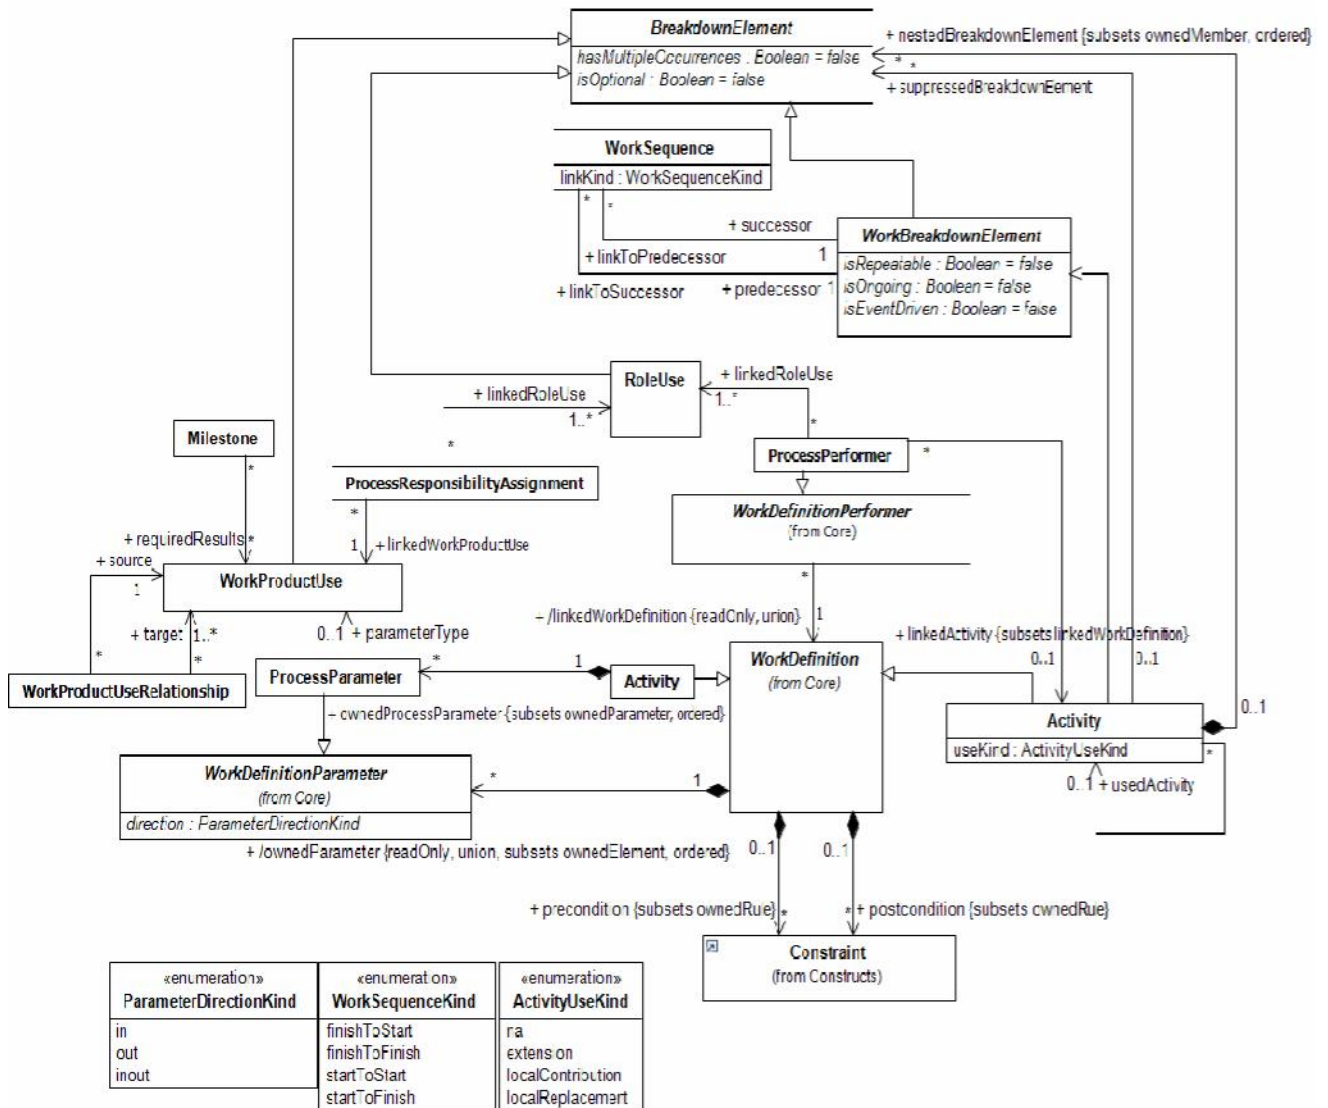 BreakdownElement
hasMultipleOccurrences : Boolean = false
isOptional : Boolean = false
+ nestedBreakdownElement {subsets ownedMember, ordered}
* *
+ suppressedBreakdownEement
WorkSequence
linkKind : WorkSequenceKind
* *
+ successor
+ linkToPredecessor
1
+ linkToSuccessor
+ predecessor 1
WorkBreakdownElement
isRepeatable : Boolean = false
isOngoing : Boolean = false
isEventDriven : Boolean = false
RoleUse
+ linkedRoleUse
1..*
+ linkedRoleUse
1..*
*
*
Milestone
*
ProcessPerformer
*
ProcessResponsibilityAssignment
*
WorkDefinitionPerformer
(from Core)
*
+ requiredResults *
+ source
1
1 + linkedWorkProductUse
WorkProductUse
+ target 1..*
0..1 + parameterType
+ /linkedWorkDefinition {readOnly, union} 1
+ linkedActivity {subsets linkedWorkDefinition}
0..1
0..1
* *
WorkProductUseRelationship
ProcessParameter
*
1
Activity
WorkDefinition
(from Core)
+ ownedProcessParameter {subsets ownedParameter, ordered}
Activity
useKind : ActivityUseKind
0..1
*
0..1 + usedActivity
WorkDefinitionParameter
(from Core)
direction : ParameterDirectionKind
*
1
+ /ownedParameter {readOnly, union, subsets ownedElement, ordered}
0..1
0..1
+ precondition {subsets ownedRule} *
* + postcondition {subsets ownedRule}
Constraint
(from Constructs)
«enumeration»
ParameterDirectionKind
in
out
inout
«enumeration»
WorkSequenceKind
finishToStart
finishToFinish
startToStart
startToFinish
«enumeration»
ActivityUseKind
na
extension
localContribution
localReplacement